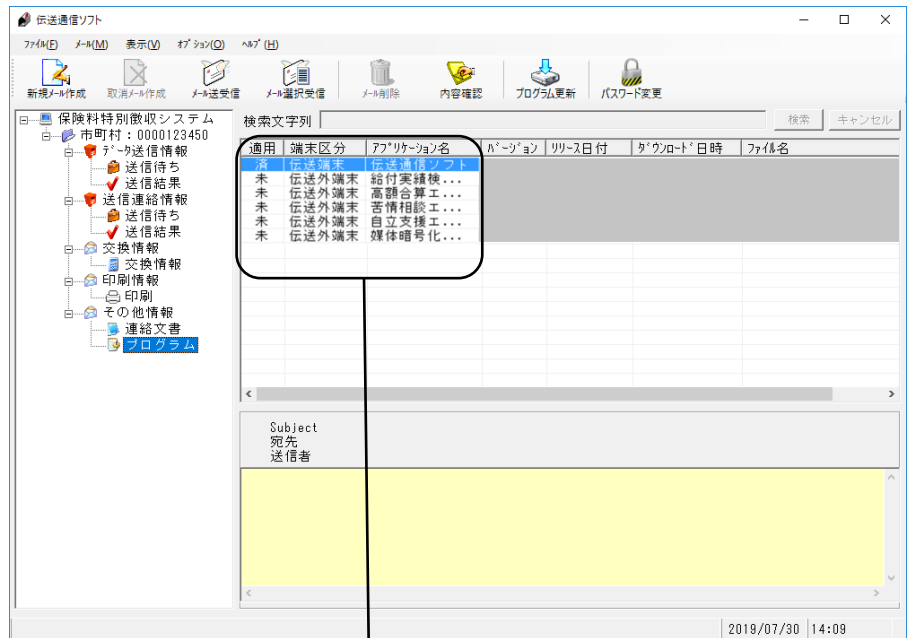 伝送通信ソフト
ﾌｧｲﾙ(F) ﾒｰﾙ(M) 表示(V) ｵﾌﾟｼｮﾝ(O) ﾍﾙﾌﾟ(H)
新規ﾒｰﾙ作成 取消ﾒｰﾙ作成 ﾒｰﾙ送受信 ﾒｰﾙ選択受信 ﾒｰﾙ削除 内容確認 ﾌﾟﾛｸﾞﾗﾑ更新 ﾊﾟｽﾜｰﾄﾞ変更
保険料特別徴収システム
市町村：0000123450
ﾃﾞｰﾀ送信情報
送信待ち
送信結果
送信連絡情報
送信待ち
送信結果
交換情報
交換情報
印刷情報
印刷
その他情報
連絡文書
プログラム
検索文字列 検索 キャンセル
適用 端末区分 ｱﾌﾟﾘｹｰｼｮﾝ名 ﾊﾞｰｼﾞｮﾝ ﾘﾘｰｽ日付 ﾀﾞｳﾝﾛｰﾄﾞ日時 ﾌｧｲﾙ名
済 伝送端末 伝送通信ソフト
未 伝送外端末 給付実績検...
未 伝送外端末 高額合算エ...
未 伝送外端末 苦情相談エ...
未 伝送外端末 自立支援エ...
未 伝送外端末 媒体暗号化...
Subject
宛先
送信者
2019/07/30 14:09